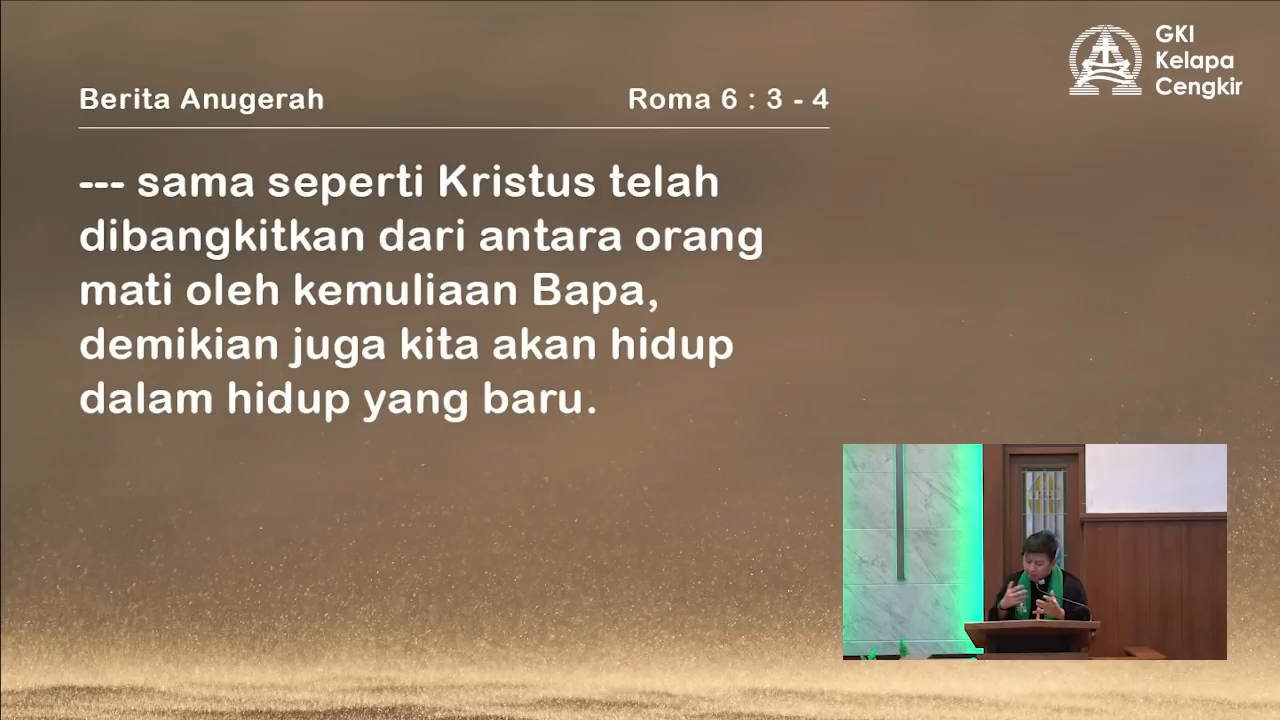 GKI
Kelapa
Cengkir
Berita Anugerah
Roma 6 : 3 - 4
--- sama seperti Kristus telah
dibangkitkan dari antara orang
mati oleh kemuliaan Bapa,
demikian juga kita akan hidup
dalam hidup yang baru.